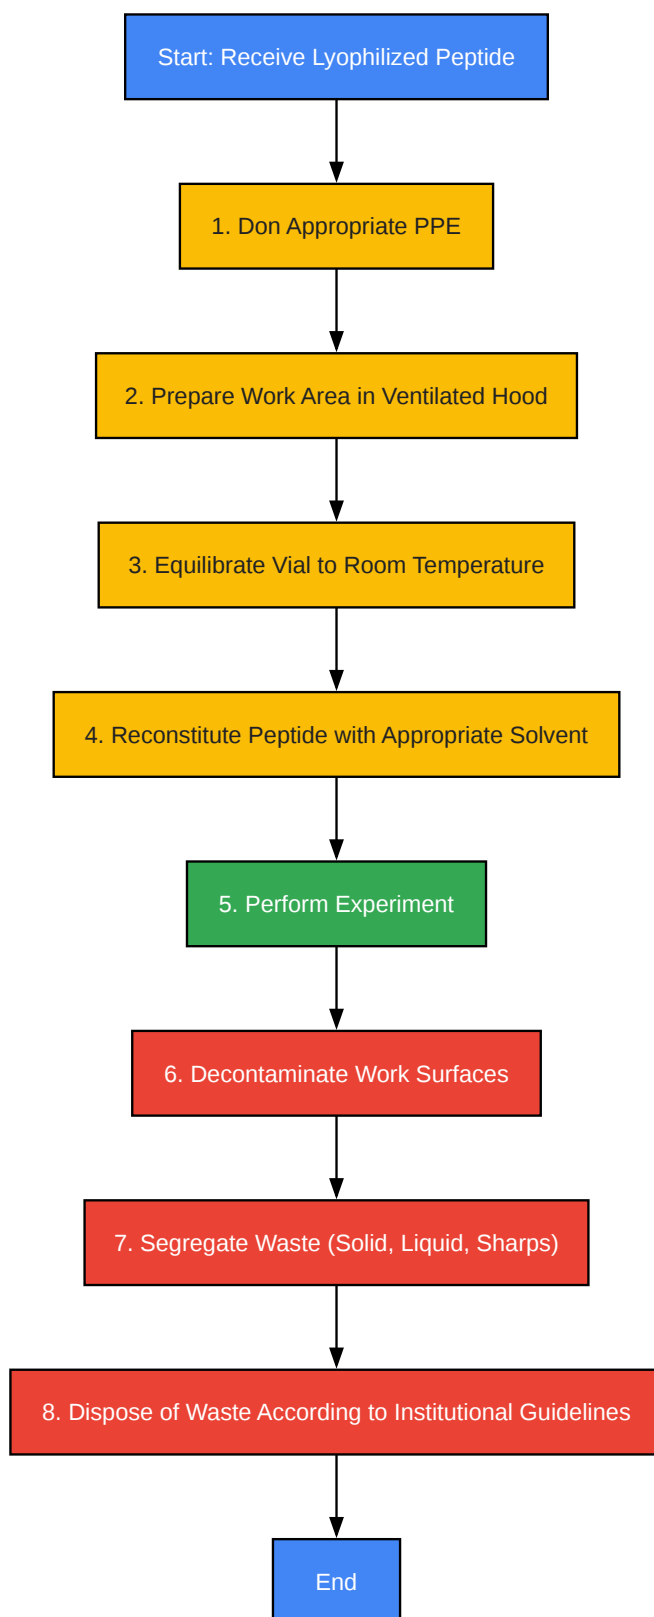 Start: Receive Lyophilized Peptide
1. Don Appropriate PPE
2. Prepare Work Area in Ventilated Hood
3. Equilibrate Vial to Room Temperature
4. Reconstitute Peptide with Appropriate Solvent
5. Perform Experiment
6. Decontaminate Work Surfaces
7. Segregate Waste (Solid, Liquid, Sharps)
8. Dispose of Waste According to Institutional Guidelines
End